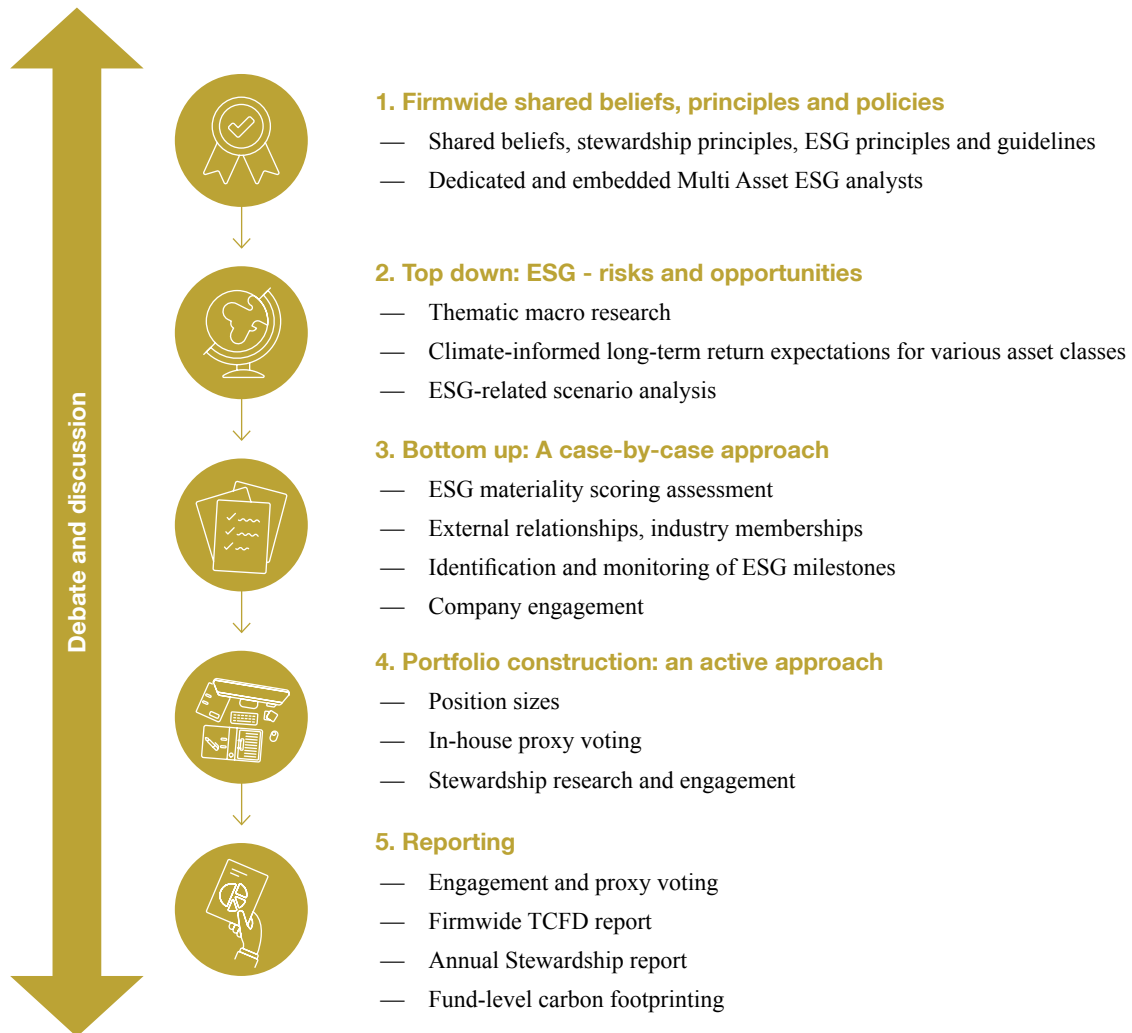 Debate and discussion
1. Firmwide shared beliefs, principles and policies
— Shared beliefs, stewardship principles, ESG principles and guidelines
— Dedicated and embedded Multi Asset ESG analysts
2. Top down: ESG - risks and opportunities
— Thematic macro research
— Climate-informed long-term return expectations for various asset classes
— ESG-related scenario analysis
3. Bottom up: A case-by-case approach
— ESG materiality scoring assessment
— External relationships, industry memberships
— Identification and monitoring of ESG milestones
— Company engagement
4. Portfolio construction: an active approach
— Position sizes
— In-house proxy voting
— Stewardship research and engagement
5. Reporting
— Engagement and proxy voting
— Firmwide TCFD report
— Annual Stewardship report
— Fund-level carbon footprinting